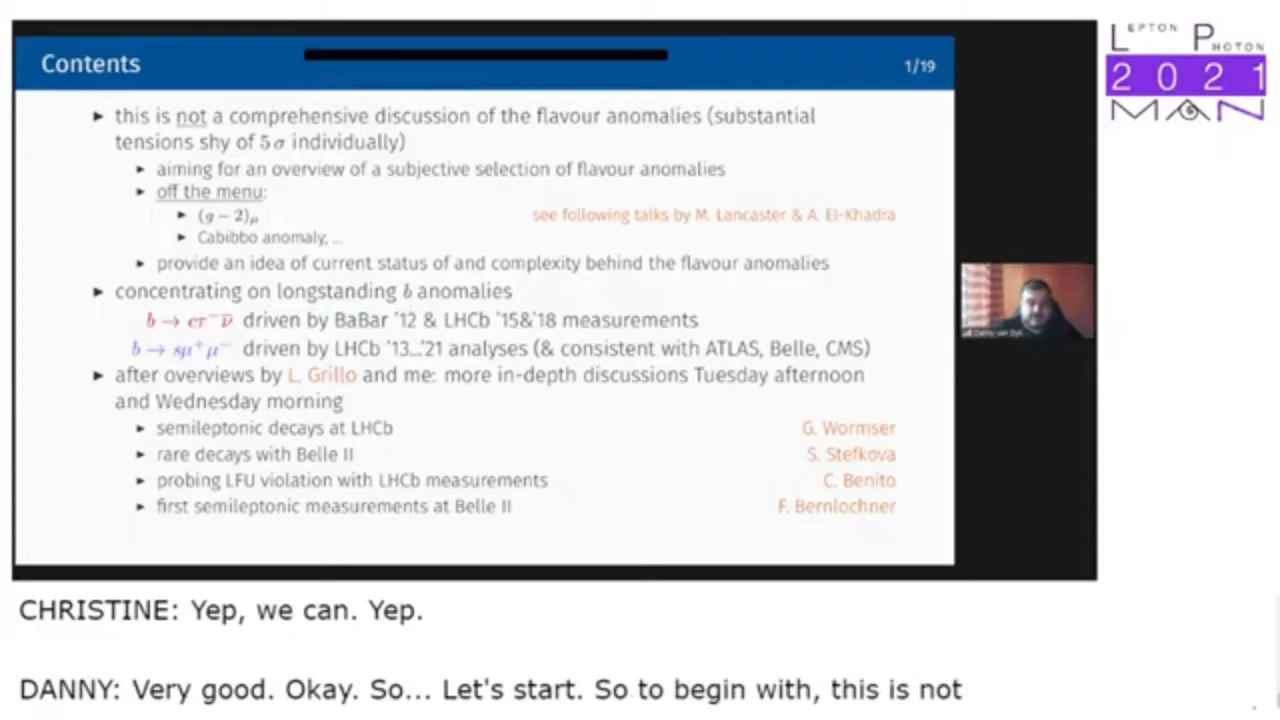 Contents
1/19
▸ this is not a comprehensive discussion of the flavour anomalies (substantial
tensions shy of 5σ individually)
▸ aiming for an overview of a subjective selection of flavour anomalies
▸ off the menu:
▸ (g − 2)μ see following talks by M. Lancaster & A. El-Khadra
▸ Cabibbo anomaly, ...
▸ provide an idea of current status of and complexity behind the flavour anomalies
▸ concentrating on longstanding b anomalies
b → cτ⁻ν̄ driven by BaBar '12 & LHCb '15&'18 measurements
b → sμ⁺μ⁻ driven by LHCb '13...'21 analyses (& consistent with ATLAS, Belle, CMS)
▸ after overviews by L. Grillo and me: more in-depth discussions Tuesday afternoon
and Wednesday morning
▸ semileptonic decays at LHCb G. Wormser
▸ rare decays with Belle II S. Stefkova
▸ probing LFU violation with LHCb measurements C. Benito
▸ first semileptonic measurements at Belle II F. Bernlochner
LEPTON PHOTON
2021
MAN
CHRISTINE: Yep, we can. Yep.
DANNY: Very good. Okay. So... Let's start. So to begin with, this is not